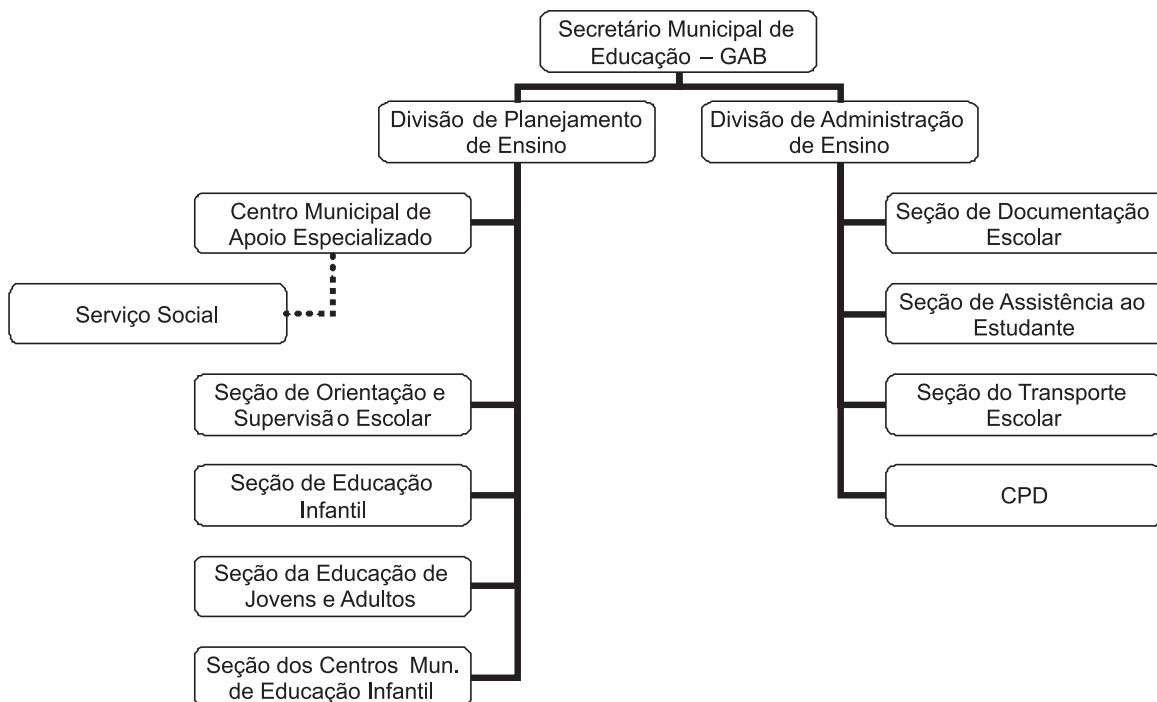 Secretário Municipal de
Educação – GAB
Divisão de Planejamento
de Ensino
Divisão de Administração
de Ensino
Centro Municipal de
Apoio Especializado
Serviço Social
Seção de Orientação e
Supervisão Escolar
Seção de Educação
Infantil
Seção da Educação de
Jovens e Adultos
Seção dos Centros Mun.
de Educação Infantil
Seção de Documentação
Escolar
Seção de Assistência ao
Estudante
Seção do Transporte
Escolar
CPD